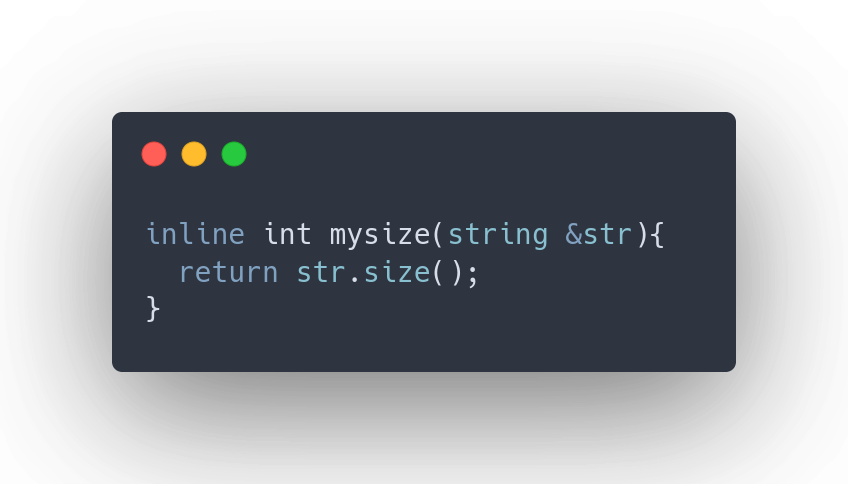 inline int mysize(string &str){
  return str.size();
}